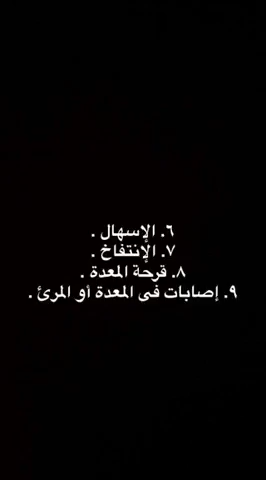 ٦. الإسهال .
٧. الإنتفاخ .
٨. قرحة المعدة .
٩. إصابات فى المعدة أو المرئ .